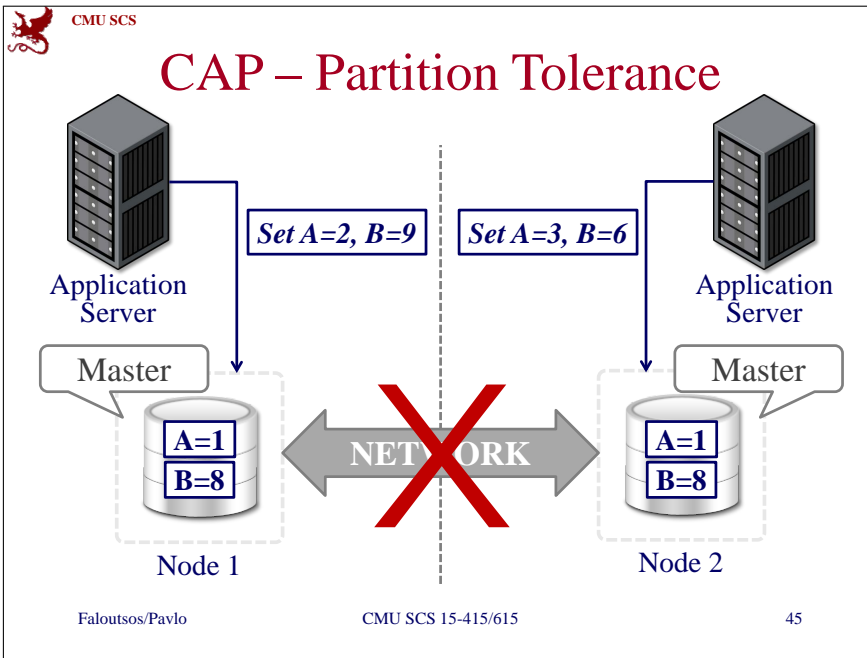 CMU SCS
CAP – Partition Tolerance
Set A=2, B=9
Set A=3, B=6
Application
Server
Application
Server
Master
Master
A=1
B=8
NETWORK
A=1
B=8
Node 1
Node 2
Faloutsos/Pavlo
CMU SCS 15-415/615
45